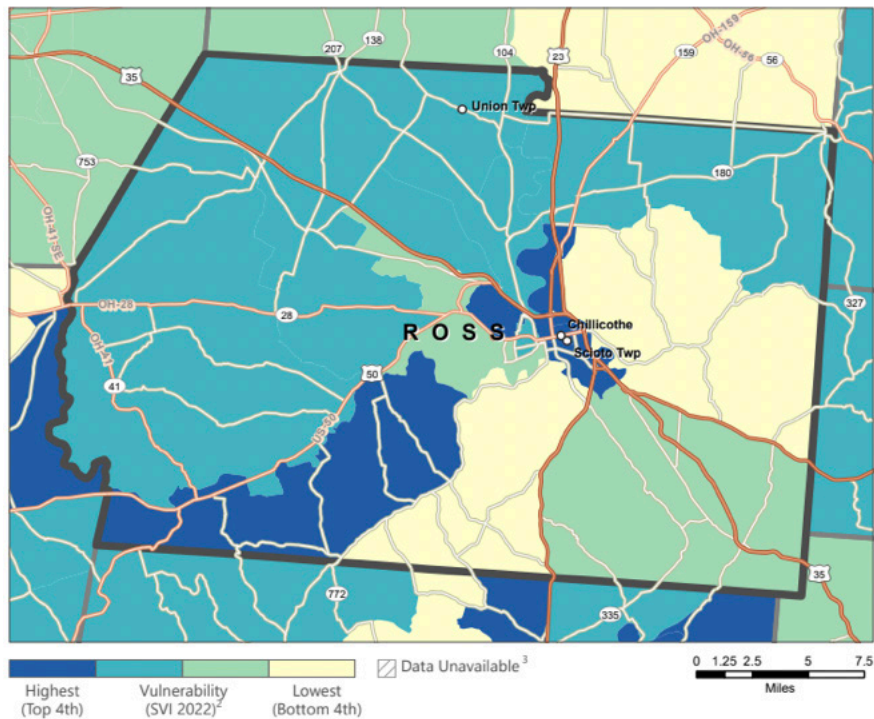 207
138
104
23
159
OH-159
OH-56
56
35
Union Twp
753
180
OH-41 SE
327
OH-28
28
Chillicothe
ROSS
Scioto Twp
OH-41
41
50
US-50
35
772
335
Highest
(Top 4th)
Vulnerability
(SVI 2022)2
Lowest
(Bottom 4th)
Data Unavailable3
0 1.25 2.5 5 7.5
Miles